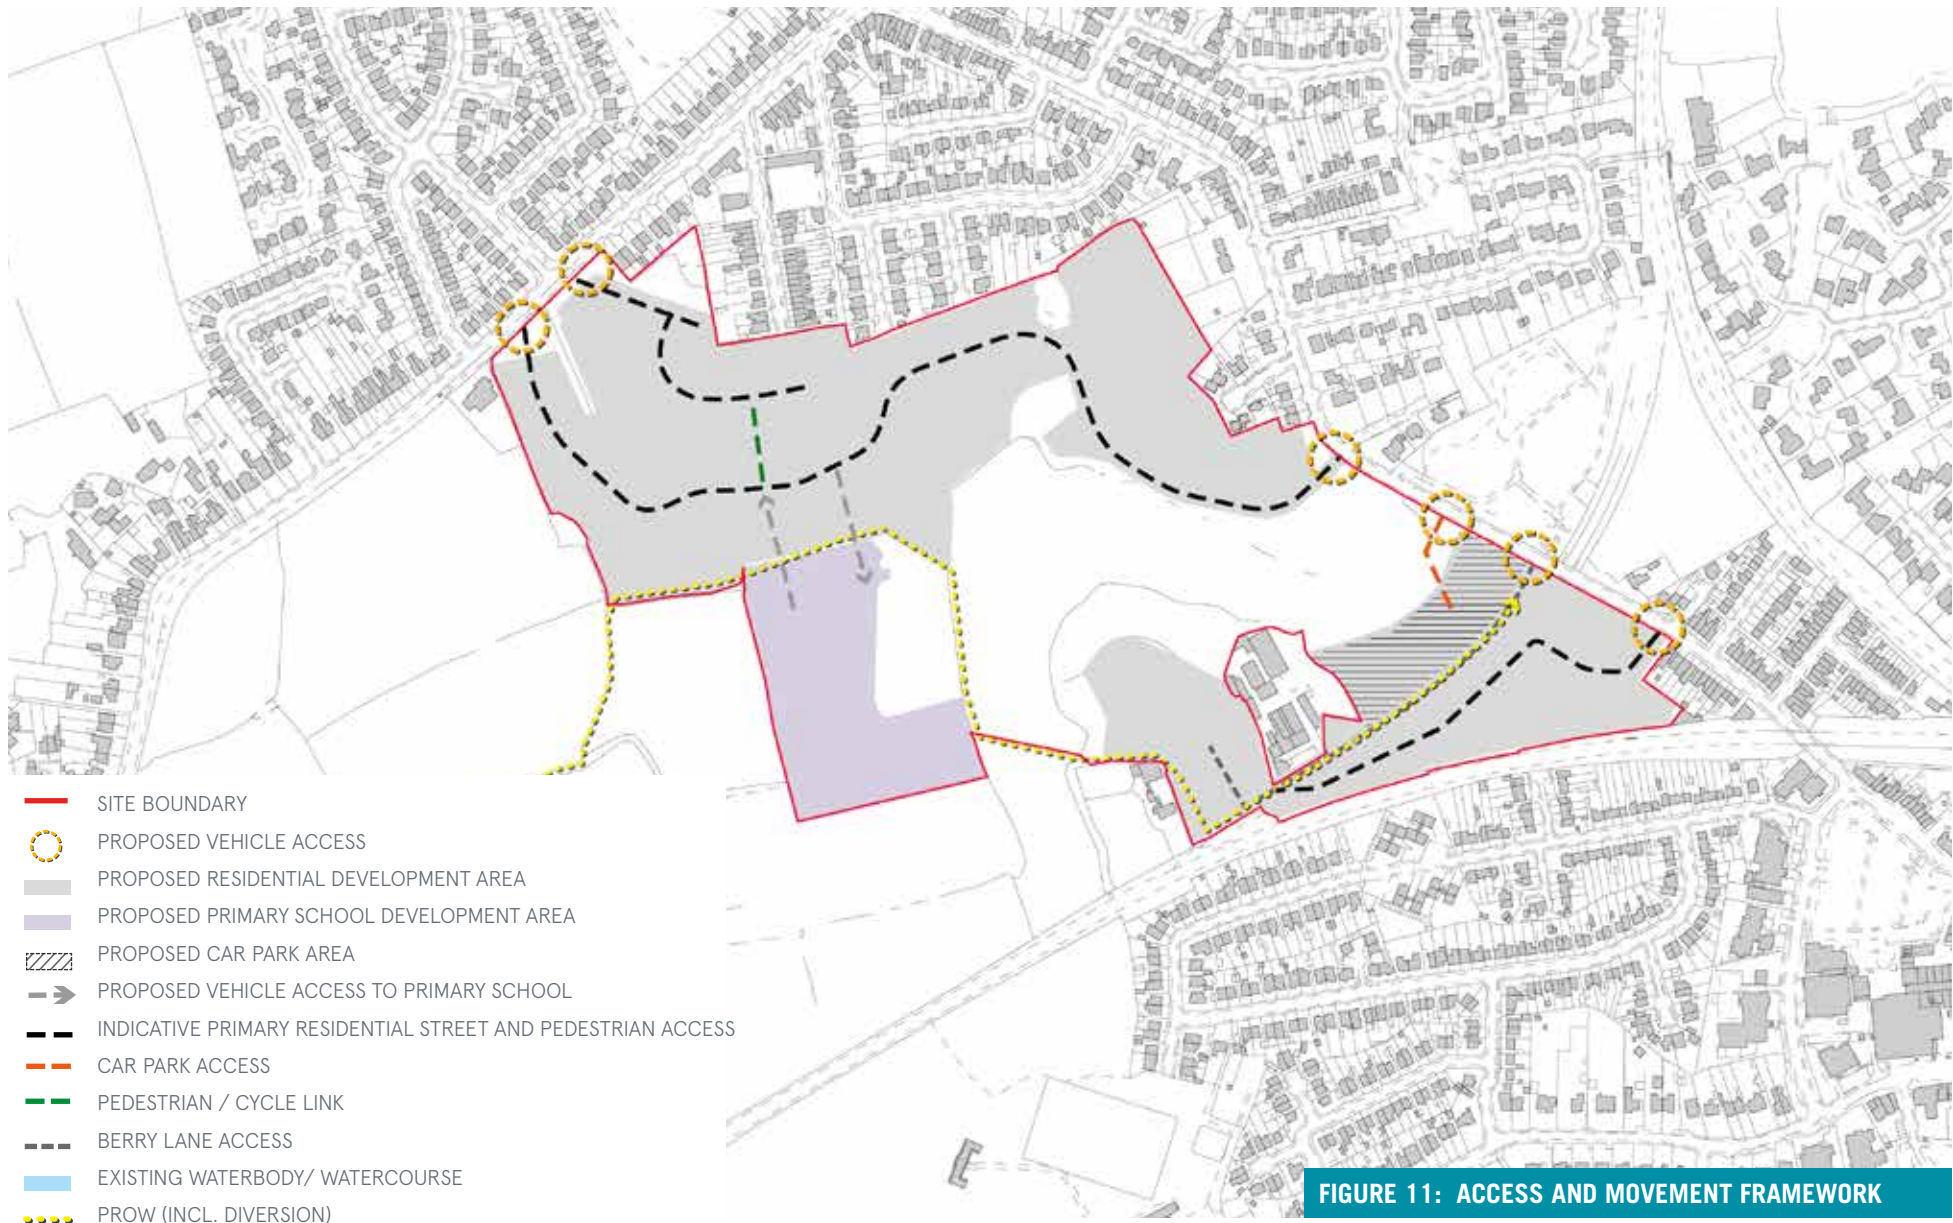 SITE BOUNDARY
PROPOSED VEHICLE ACCESS
PROPOSED RESIDENTIAL DEVELOPMENT AREA
PROPOSED PRIMARY SCHOOL DEVELOPMENT AREA
PROPOSED CAR PARK AREA
PROPOSED VEHICLE ACCESS TO PRIMARY SCHOOL
INDICATIVE PRIMARY RESIDENTIAL STREET AND PEDESTRIAN ACCESS
CAR PARK ACCESS
PEDESTRIAN / CYCLE LINK
BERRY LANE ACCESS
EXISTING WATERBODY/ WATERCOURSE
PROW (INCL. DIVERSION)
FIGURE 11: ACCESS AND MOVEMENT FRAMEWORK